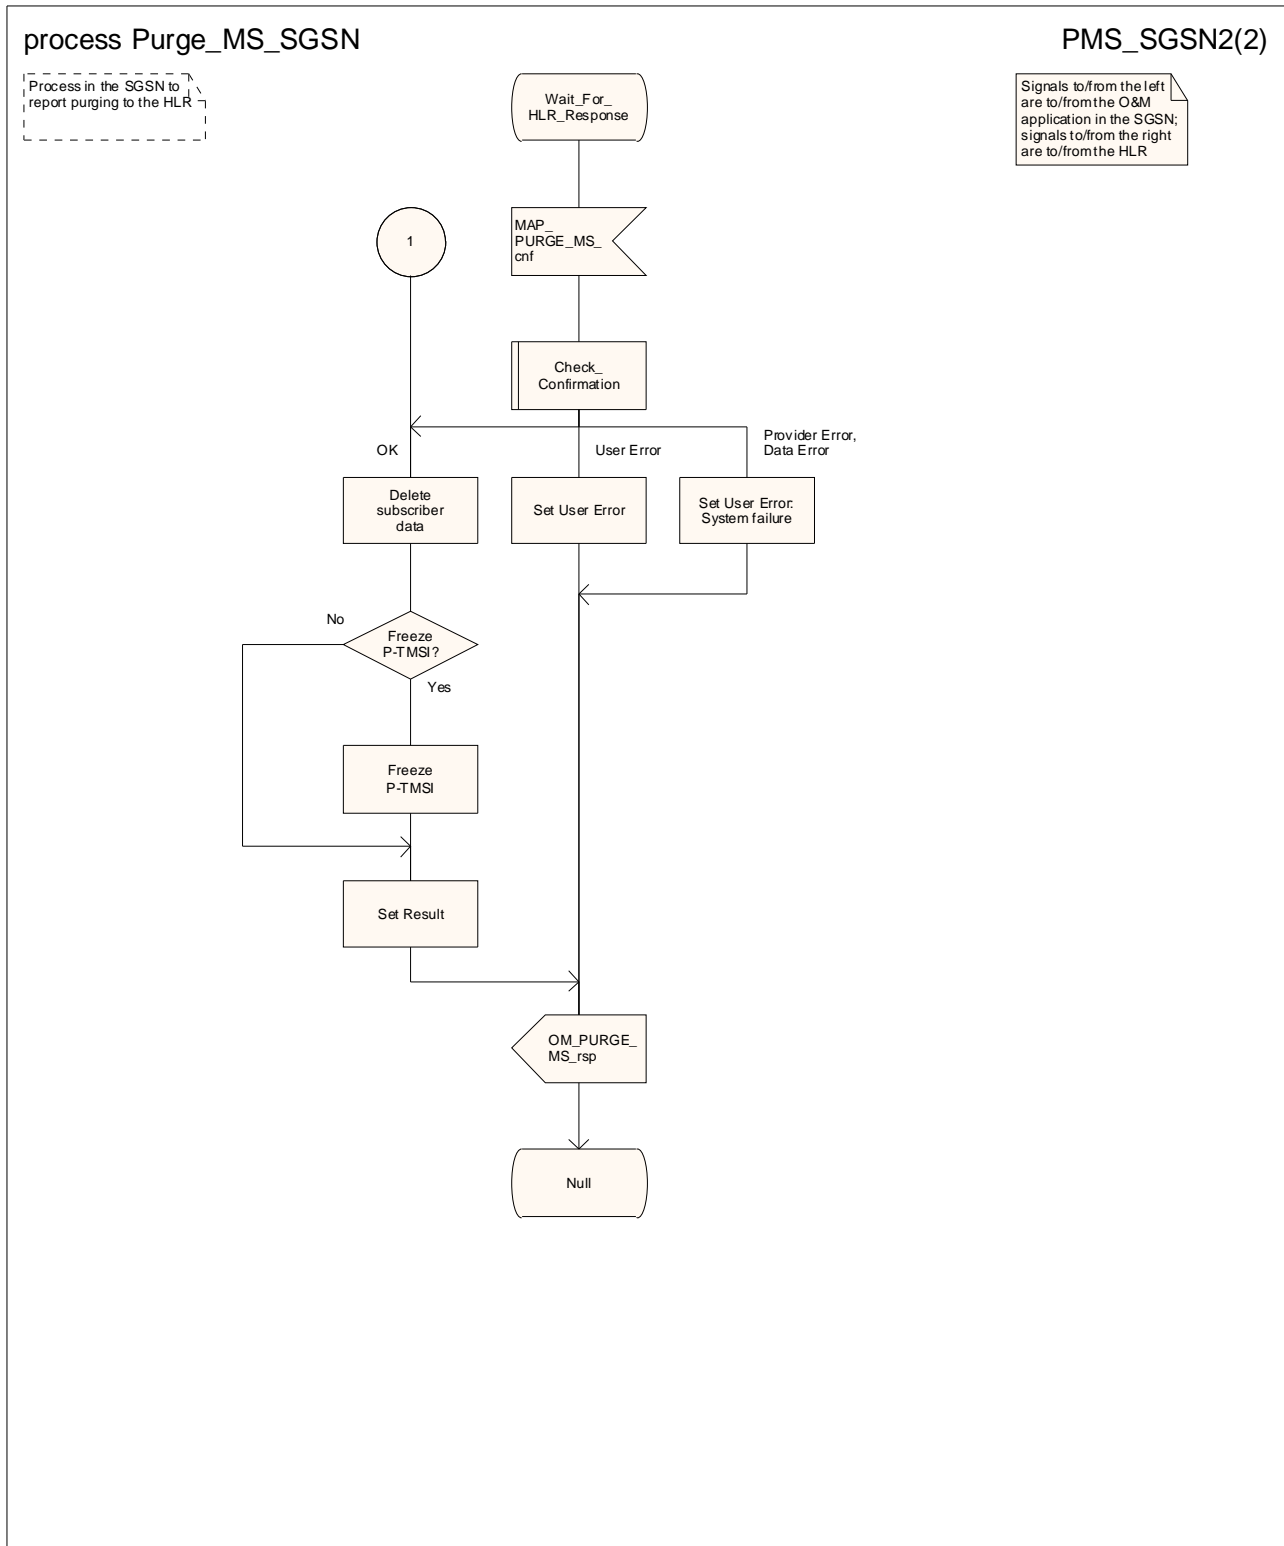 process Purge_MS_SGSN
PMS_SGSN2(2)
Process in the SGSN to
report purging to the HLR
Wait_For_
HLR_Response
Signals to/from the left
are to/from the O&M
application in the SGSN;
signals to/from the right
are to/from the HLR
1
MAP_
PURGE_MS_
cnf
Check_
Confirmation
OK
User Error
Provider Error,
Data Error
Delete
subscriber
data
Set User Error
Set User Error:
System failure
No
Freeze
P-TMSI?
Yes
Freeze
P-TMSI
Set Result
OM_PURGE_
MS_rsp
Null